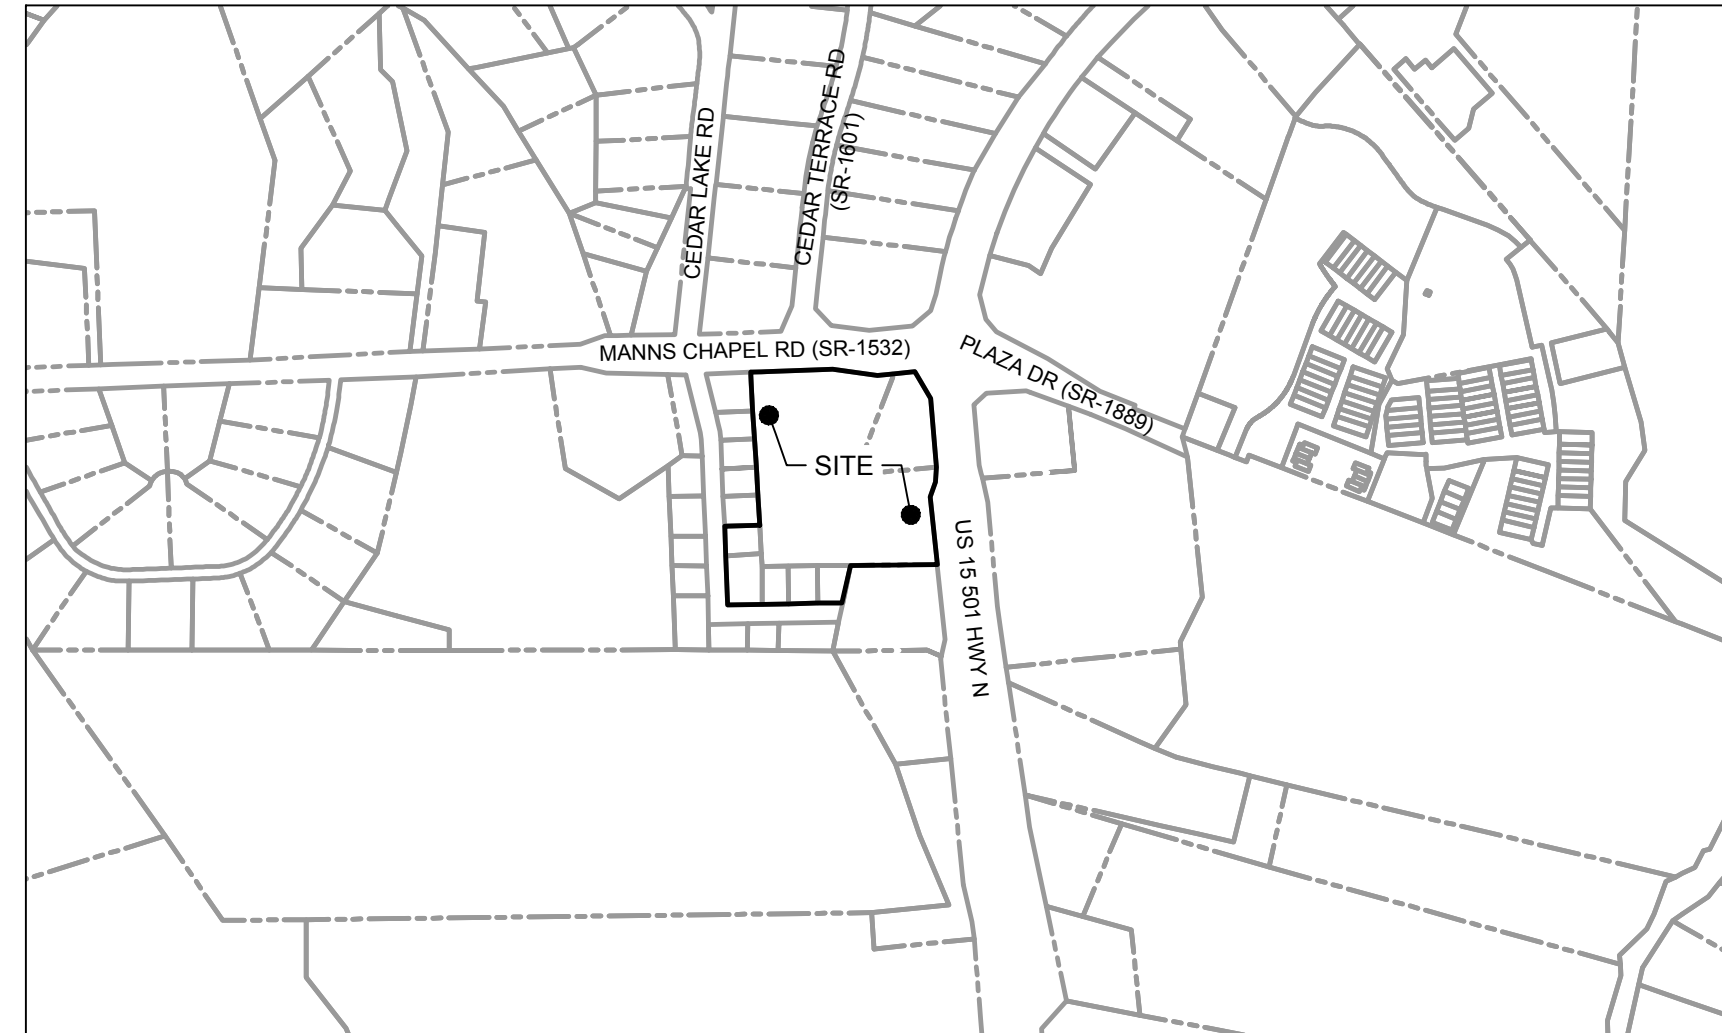 CEDAR LAKE RD
CEDAR TERRACE RD
(SR-1601)
MANNS CHAPEL RD (SR-1532)
PLAZA DR (SR-1889)
SITE
US 15 501 HWY N